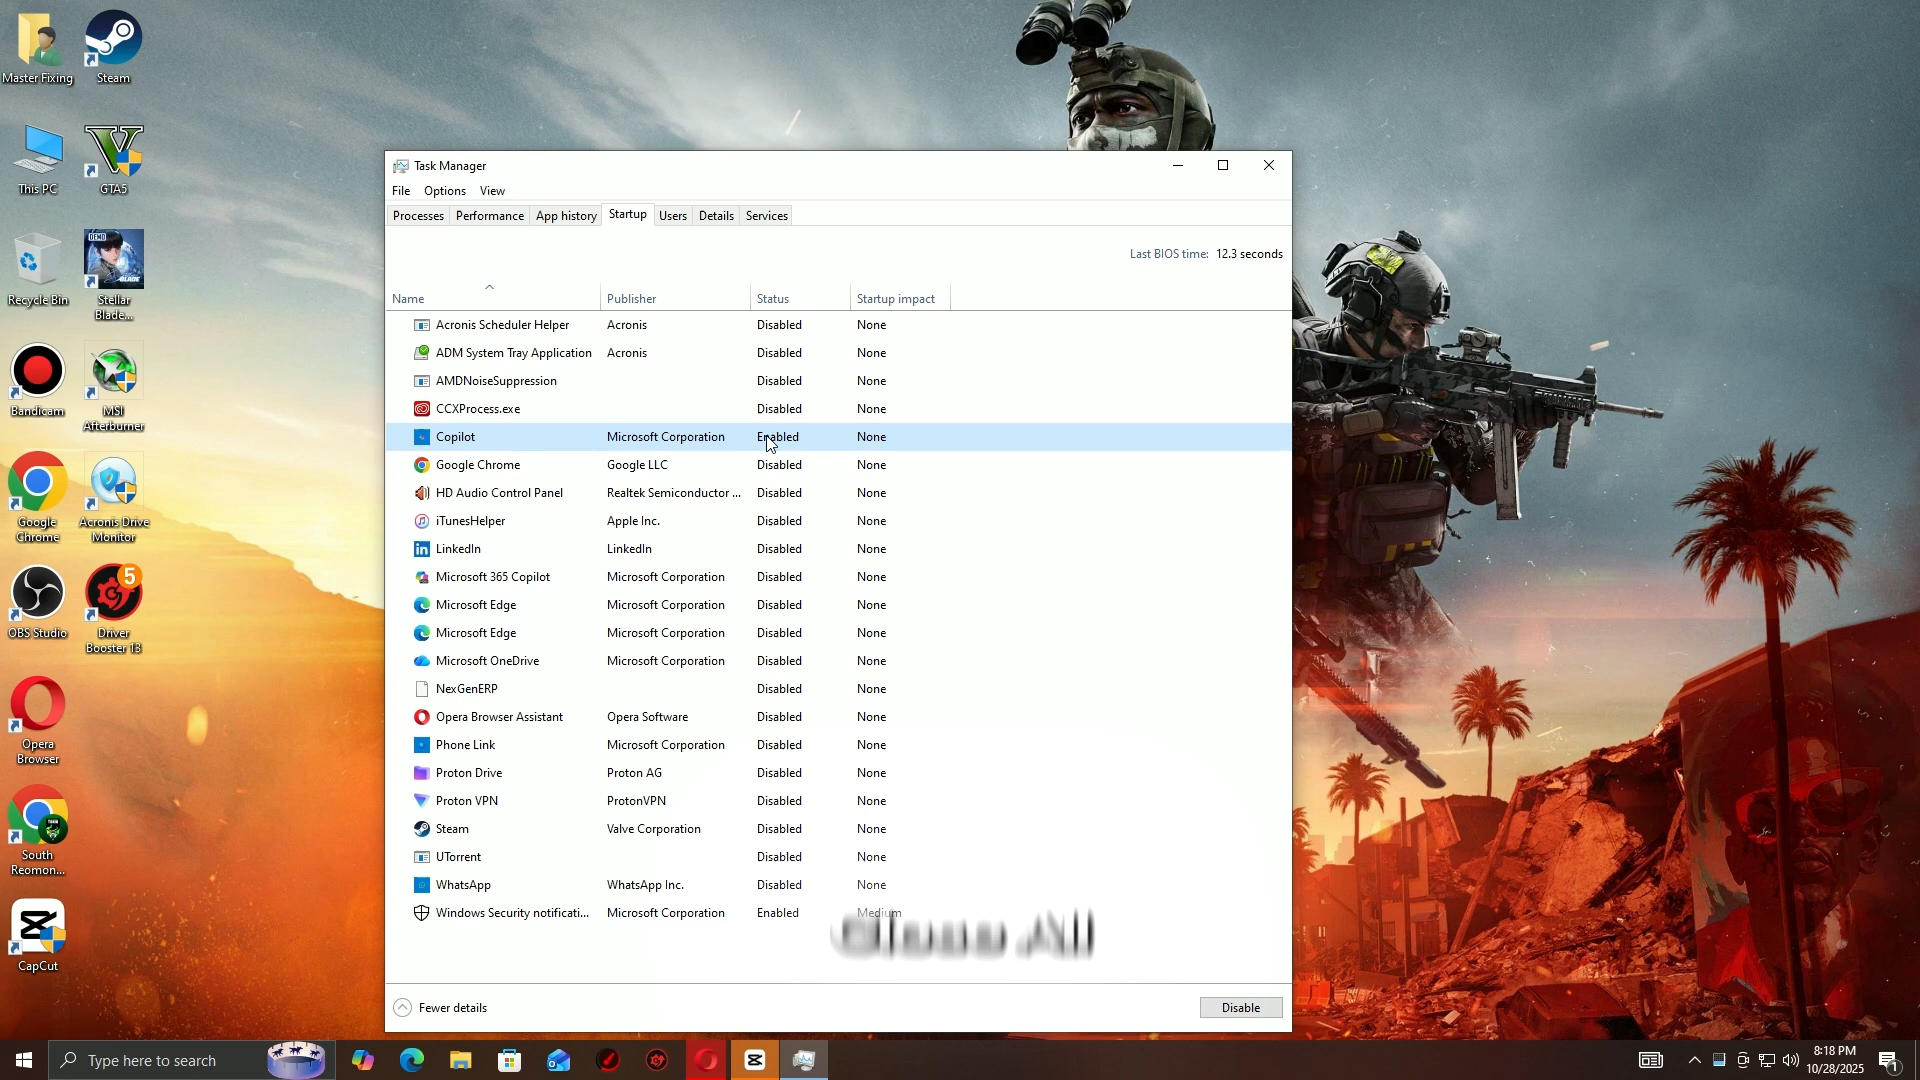 Master Fixing
Steam
This PC
GTA5
Recycle Bin
DEMO
Stellar
Blade...
Bandicam
MSI
Afterburner
Google
Chrome
Acronis Drive
Monitor
OBS Studio
5
Driver
Booster 13
Opera
Browser
South
Reomon...
CapCut
Task Manager
File Options View
Processes Performance App history Startup Users Details Services
Last BIOS time: 12.3 seconds
Name Publisher Status Startup impact
Acronis Scheduler Helper Acronis Disabled None
ADM System Tray Application Acronis Disabled None
AMDNoiseSuppression Disabled None
CCXProcess.exe Disabled None
Copilot Microsoft Corporation Enabled None
Google Chrome Google LLC Disabled None
HD Audio Control Panel Realtek Semiconductor ... Disabled None
iTunesHelper Apple Inc. Disabled None
LinkedIn LinkedIn Disabled None
Microsoft 365 Copilot Microsoft Corporation Disabled None
Microsoft Edge Microsoft Corporation Disabled None
Microsoft Edge Microsoft Corporation Disabled None
Microsoft OneDrive Microsoft Corporation Disabled None
NexGenERP Disabled None
Opera Browser Assistant Opera Software Disabled None
Phone Link Microsoft Corporation Disabled None
Proton Drive Proton AG Disabled None
Proton VPN ProtonVPN Disabled None
Steam Valve Corporation Disabled None
UTorrent Disabled None
WhatsApp WhatsApp Inc. Disabled None
Windows Security notificati... Microsoft Corporation Enabled Medium
All
Fewer details Disable
Type here to search
8:18 PM
10/28/2025
1